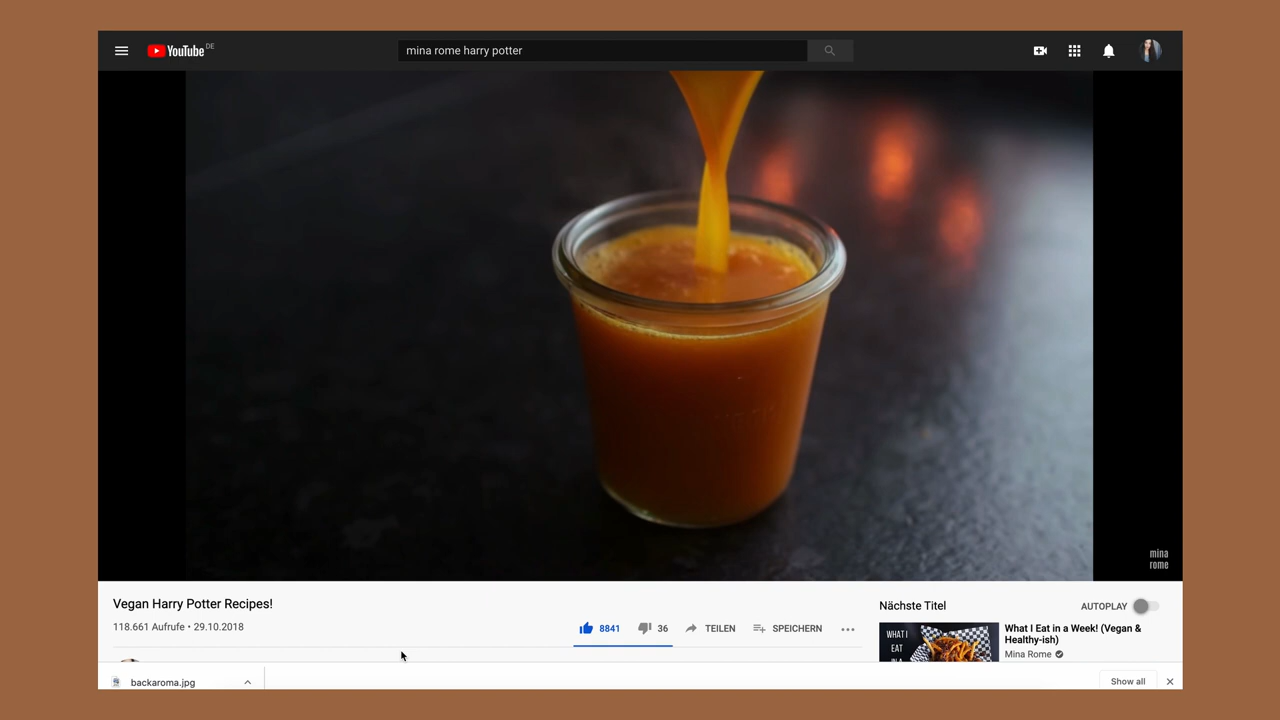 YouTube DE
mina rome harry potter
mina
rome
Vegan Harry Potter Recipes!
118.661 Aufrufe • 29.10.2018
8841
36
TEILEN
SPEICHERN
Nächste Titel
AUTOPLAY
WHAT I
EAT
IN A
What I Eat in a Week! (Vegan &
Healthy-ish)
Mina Rome
backaroma.jpg
Show all